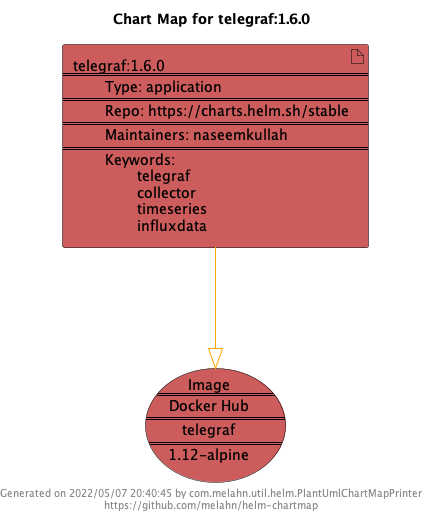 Chart Map for telegraf:1.6.0
telegraf:1.6.0
Type: application
Repo: https://charts.helm.sh/stable
Maintainers: naseemkullah
Keywords:
telegraf
collector
timeseries
influxdata
Image
Docker Hub
telegraf
1.12-alpine
Generated on 2022/05/07 20:40:45 by com.melahn.util.helm.PlantUmlChartMapPrinter
https://github.com/melahn/helm-chartmap